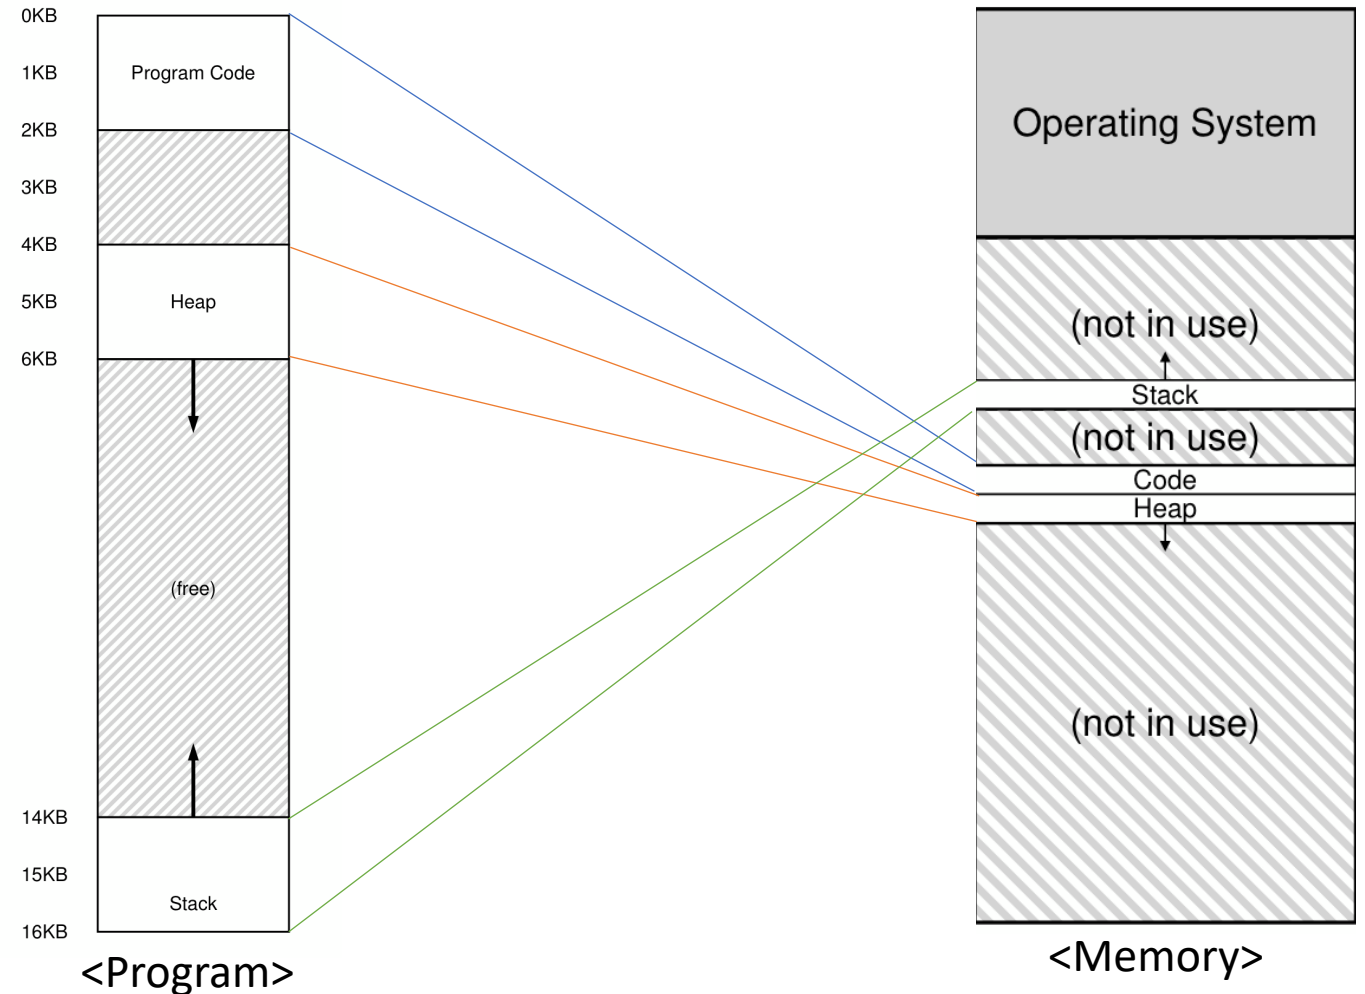 0KB
1KB
2KB
3KB
4KB
5KB
6KB
14KB
15KB
16KB
Program Code
Heap
(free)
Stack
<Program>
Operating System
(not in use)
Stack
(not in use)
Code
Heap
(not in use)
<Memory>